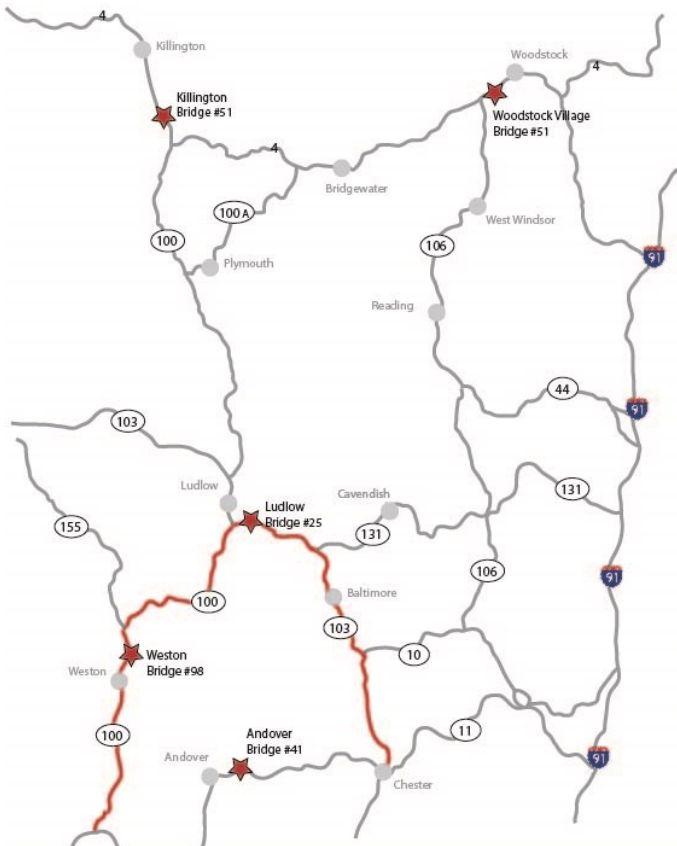 4
Killington
Woodstock
4
Killington
Bridge #51
Woodstock Village
Bridge #51
4
Bridgewater
100 A
West Windsor
100
106
91
Plymouth
Reading
44
91
103
Ludlow
Ludlow
Bridge #25
Cavendish
131
155
131
106
91
100
Baltimore
103
Weston
Weston
Bridge #98
10
100
Andover
Bridge #41
11
Andover
91
Chester